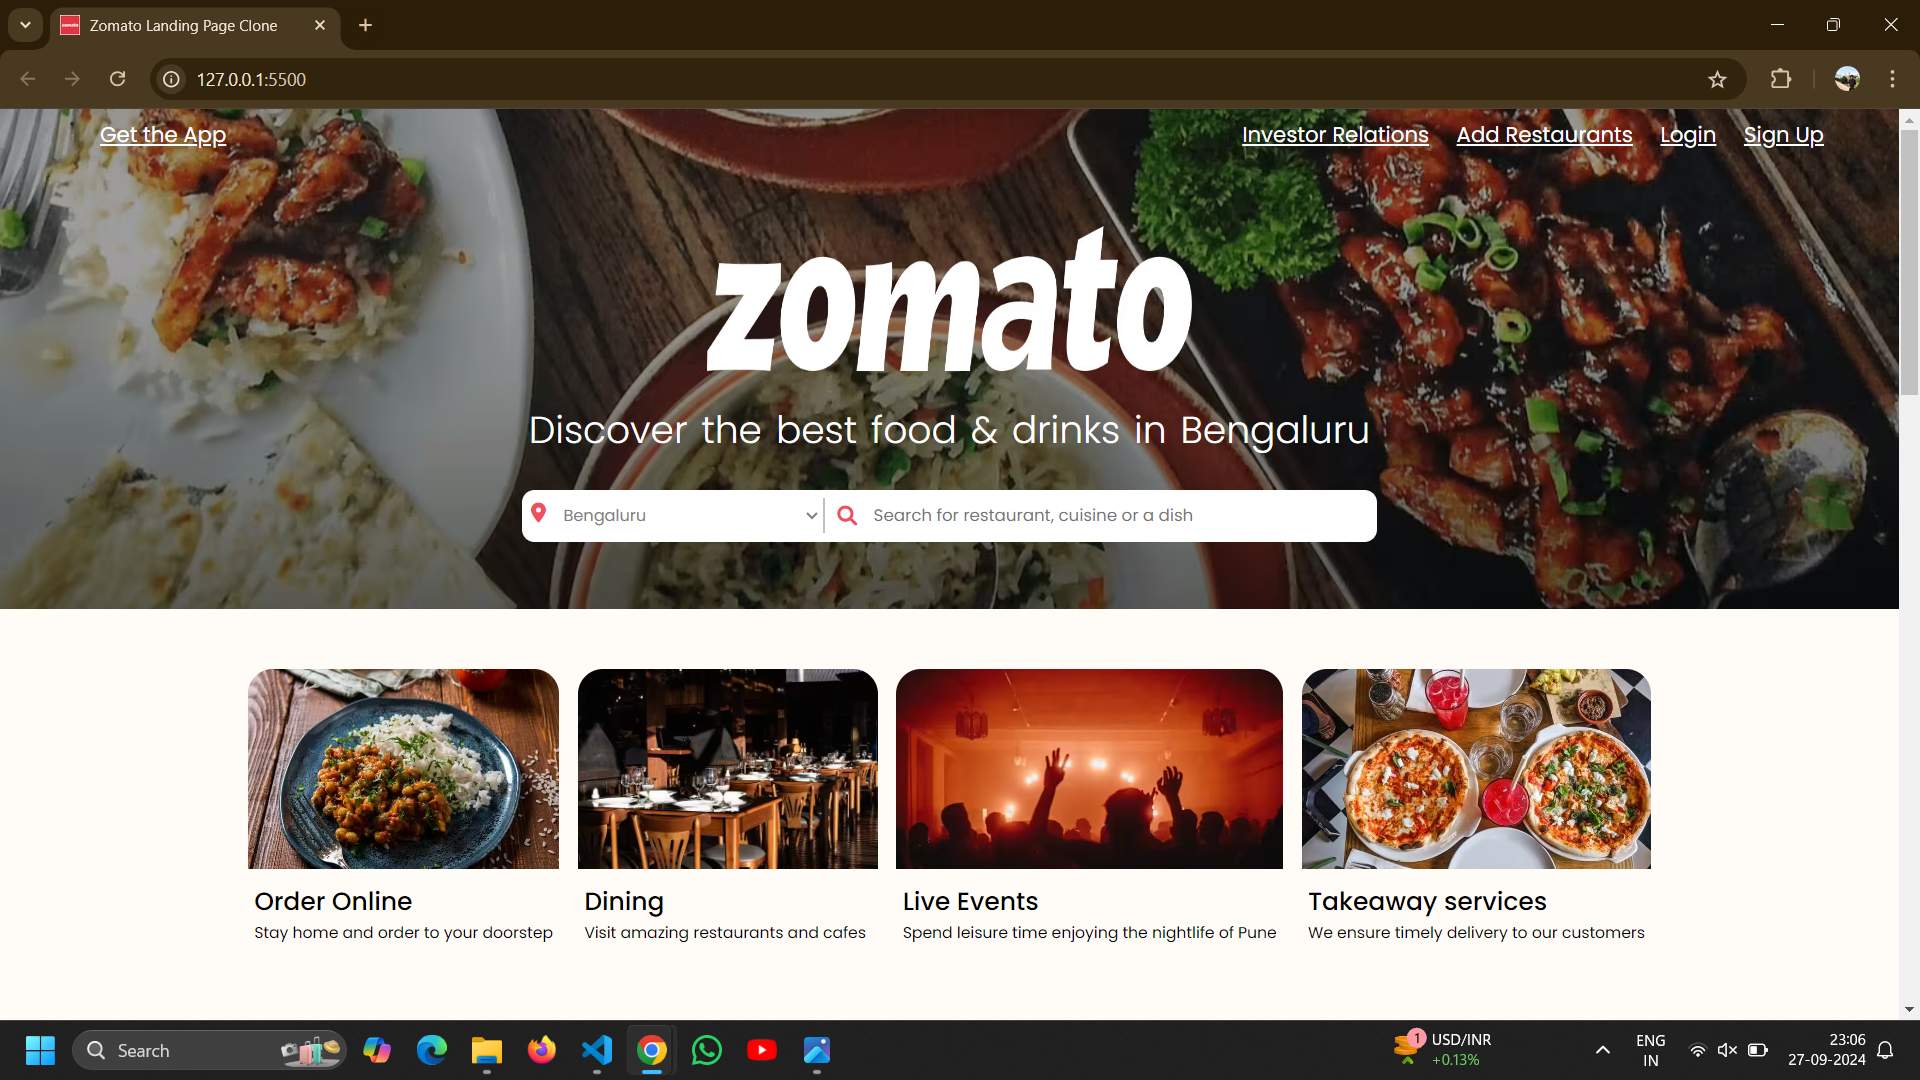 Zomato Landing Page Clone
127.0.0.1:5500
Get the App
Investor Relations
Add Restaurants
Login
Sign Up
zomato
Discover the best food & drinks in Bengaluru
Bengaluru
Search for restaurant, cuisine or a dish
Order Online
Stay home and order to your doorstep
Dining
Visit amazing restaurants and cafes
Live Events
Spend leisure time enjoying the nightlife of Pune
Takeaway services
We ensure timely delivery to our customers
Search
1
USD/INR
+0.13%
ENG
IN
23:06
27-09-2024